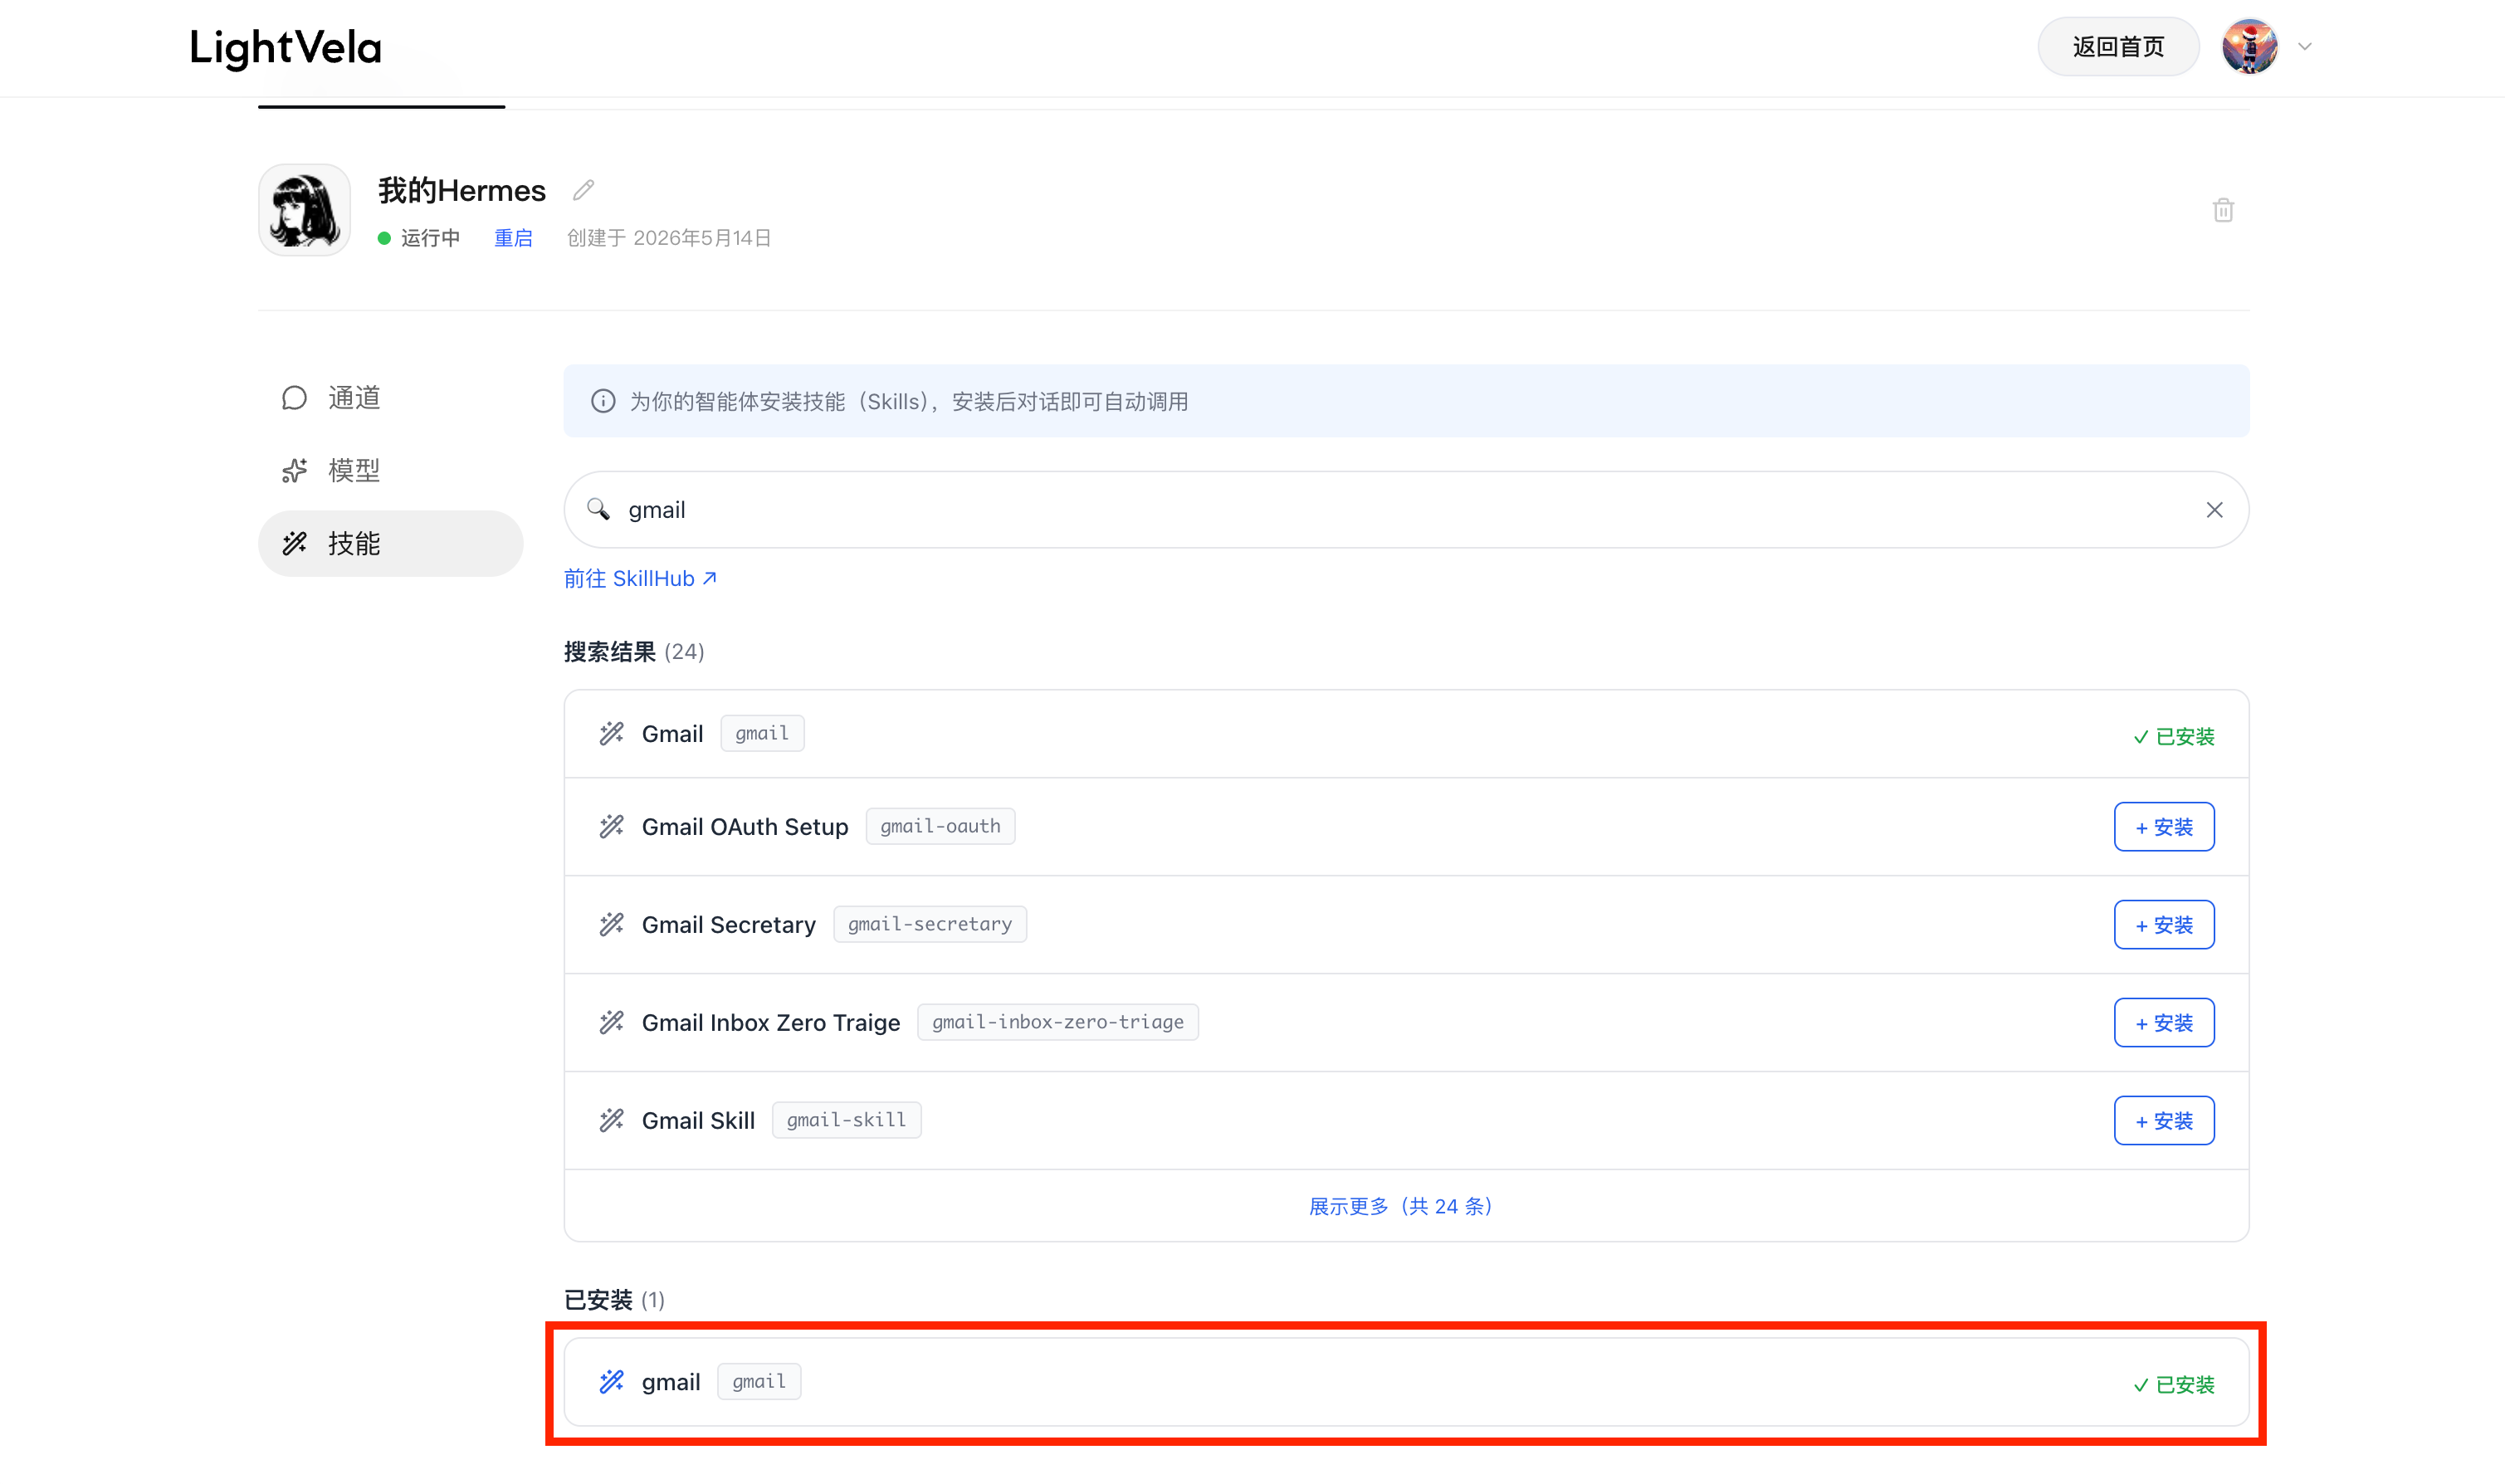 LightVela
返回首页
我的Hermes
运行中 重启 创建于 2026年5月14日
通道
模型
技能
为你的智能体安装技能（Skills），安装后对话即可自动调用
gmail
前往 SkillHub ↗
搜索结果 (24)
Gmail gmail
✓ 已安装
Gmail OAuth Setup gmail-oauth
+ 安装
Gmail Secretary gmail-secretary
+ 安装
Gmail Inbox Zero Traige gmail-inbox-zero-triage
+ 安装
Gmail Skill gmail-skill
+ 安装
展示更多（共 24 条）
已安装 (1)
gmail gmail
✓ 已安装